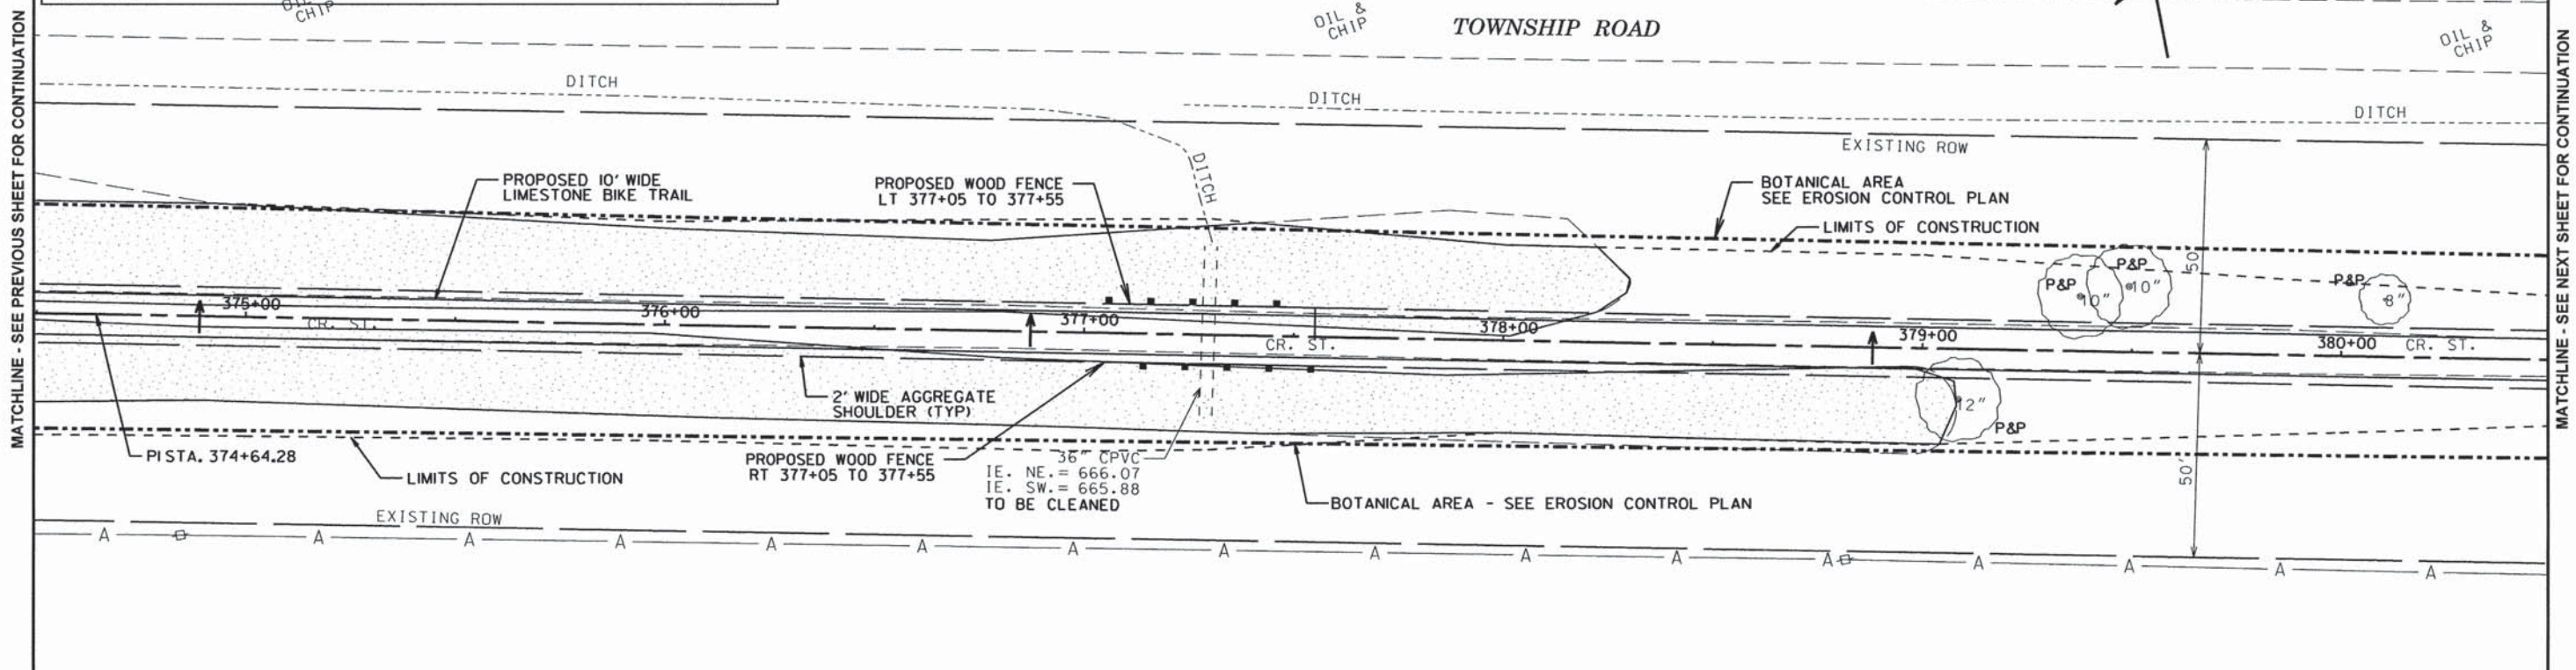 MATCHLINE - SEE PREVIOUS SHEET FOR CONTINUATION
CHIP
OIL &
CHIP
TOWNSHIP ROAD
OIL &
CHIP
DITCH
DITCH
DITCH
DITCH
EXISTING ROW
PROPOSED 10' WIDE
LIMESTONE BIKE TRAIL
PROPOSED WOOD FENCE
LT 377+05 TO 377+55
BOTANICAL AREA
SEE EROSION CONTROL PLAN
LIMITS OF CONSTRUCTION
50'
P&P
10"
P&P
10"
P&P
8"
375+00
376+00
377+00
378+00
379+00
380+00
CR. ST.
CR. ST.
CR. ST.
2' WIDE AGGREGATE
SHOULDER (TYP)
12"
P&P
PI STA. 374+64.28
LIMITS OF CONSTRUCTION
PROPOSED WOOD FENCE
RT 377+05 TO 377+55
36" CPVC
IE. NE.= 666.07
IE. SW.= 665.88
TO BE CLEANED
BOTANICAL AREA - SEE EROSION CONTROL PLAN
50'
EXISTING ROW
A A A A A A A A A A A A A A A A
MATCHLINE - SEE NEXT SHEET FOR CONTINUATION